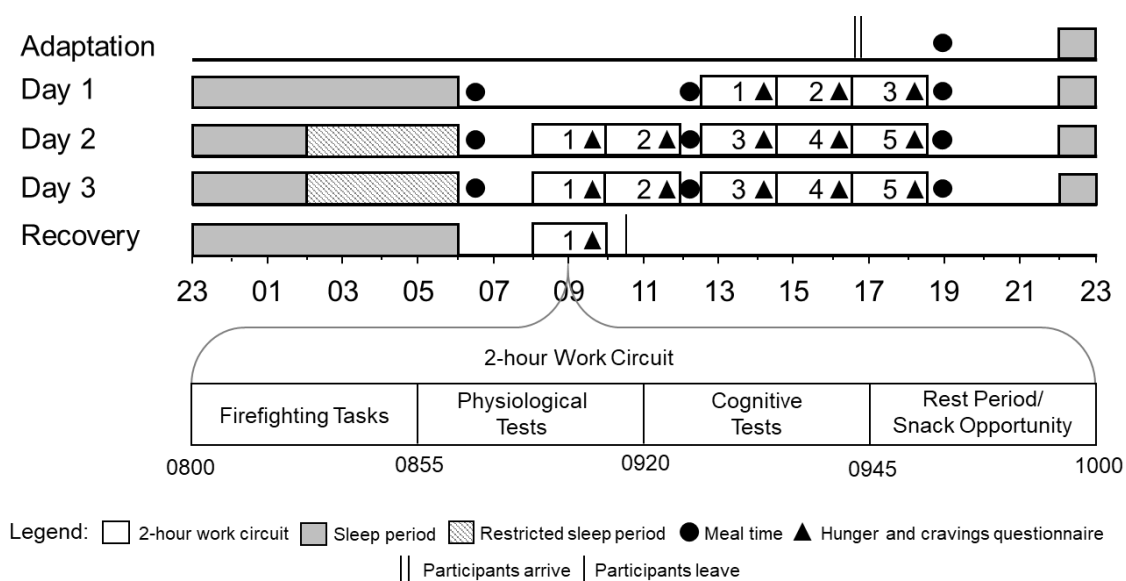 Adaptation
Day 1
1 2 3
Day 2
1 2 3 4 5
Day 3
1 2 3 4 5
Recovery
1
23 01 03 05 07 09 11 13 15 17 19 21 23
2-hour Work Circuit
Firefighting Tasks
Physiological
Tests
Cognitive
Tests
Rest Period/
Snack Opportunity
0800 0855 0920 0945 1000
Legend: 2-hour work circuit Sleep period Restricted sleep period Meal time Hunger and cravings questionnaire
Participants arrive Participants leave